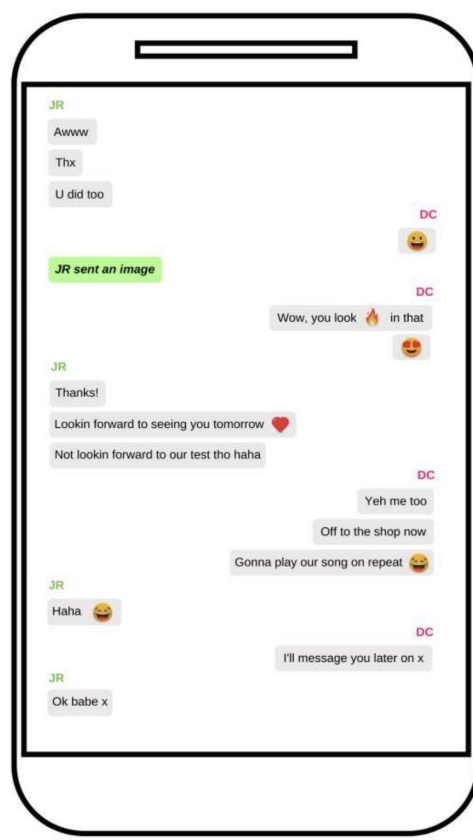 JR
Awww
Thx
U did too
DC
😀
JR sent an image
DC
Wow, you look 🔥 in that
😍
JR
Thanks!
Lookin forward to seeing you tomorrow ❤️
Not lookin forward to our test tho haha
DC
Yeh me too
Off to the shop now
Gonna play our song on repeat 😂
JR
Haha 😂
DC
I'll message you later on x
JR
Ok babe x